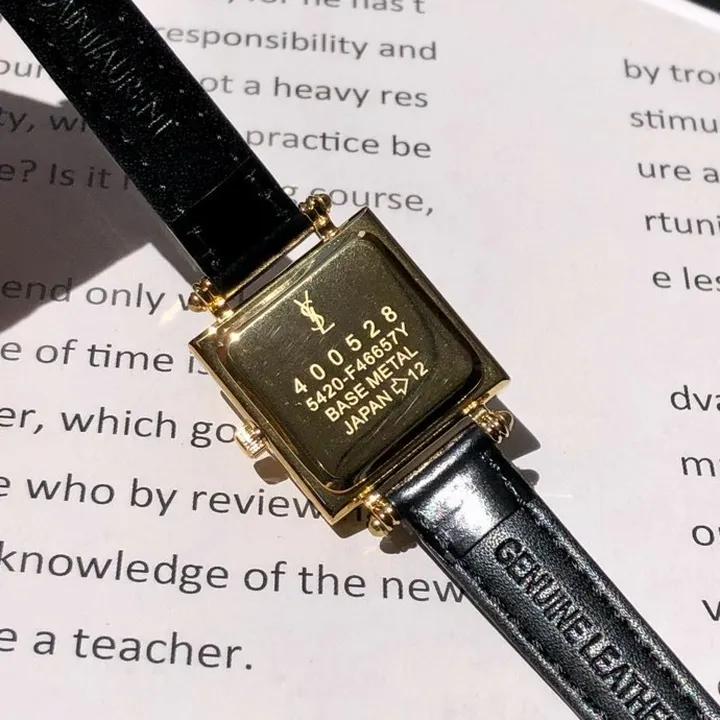 responsibility and
ot a heavy res
practice be
e? Is it
course,
end only
e of time is
er, which go
e who by review
knowledge of the new
e a teacher.
by tro
stimu
ure a
rtuni
e les
dva
YSL
400528
5420-F46657Y
BASE METAL
JAPAN ⇨12
GENUINE LEATHER